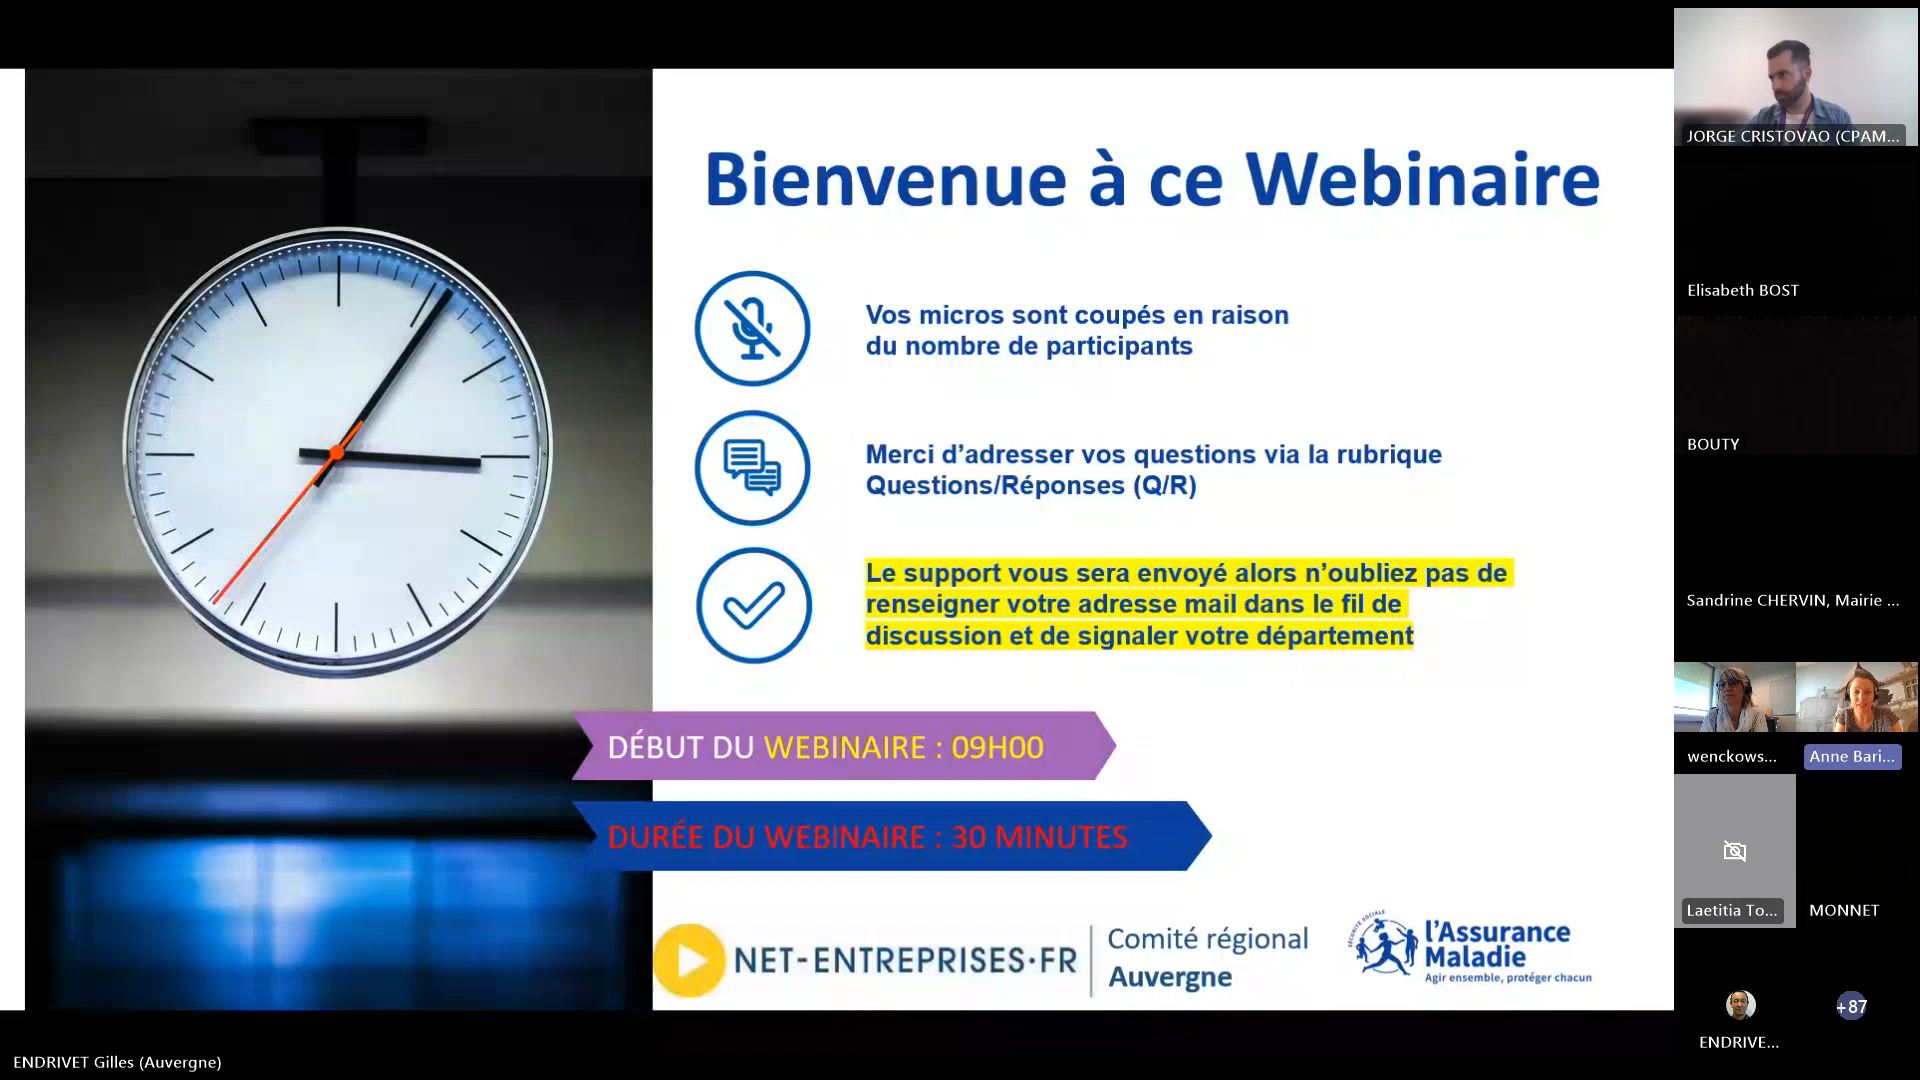 Bienvenue à ce Webinaire
Vos micros sont coupés en raison
du nombre de participants
Merci d’adresser vos questions via la rubrique
Questions/Réponses (Q/R)
Le support vous sera envoyé alors n’oubliez pas de
renseigner votre adresse mail dans le fil de
discussion et de signaler votre département
DÉBUT DU WEBINAIRE : 09H00
DURÉE DU WEBINAIRE : 30 MINUTES
NET-ENTREPRISES·FR
Comité régional
Auvergne
SÉCURITÉ SOCIALE
l’Assurance
Maladie
Agir ensemble, protéger chacun
ENDRIVET Gilles (Auvergne)
JORGE CRISTOVAO (CPAM...
Elisabeth BOST
BOUTY
Sandrine CHERVIN, Mairie ...
wenckows...
Anne Bari...
Laetitia To...
MONNET
+87
ENDRIVE...